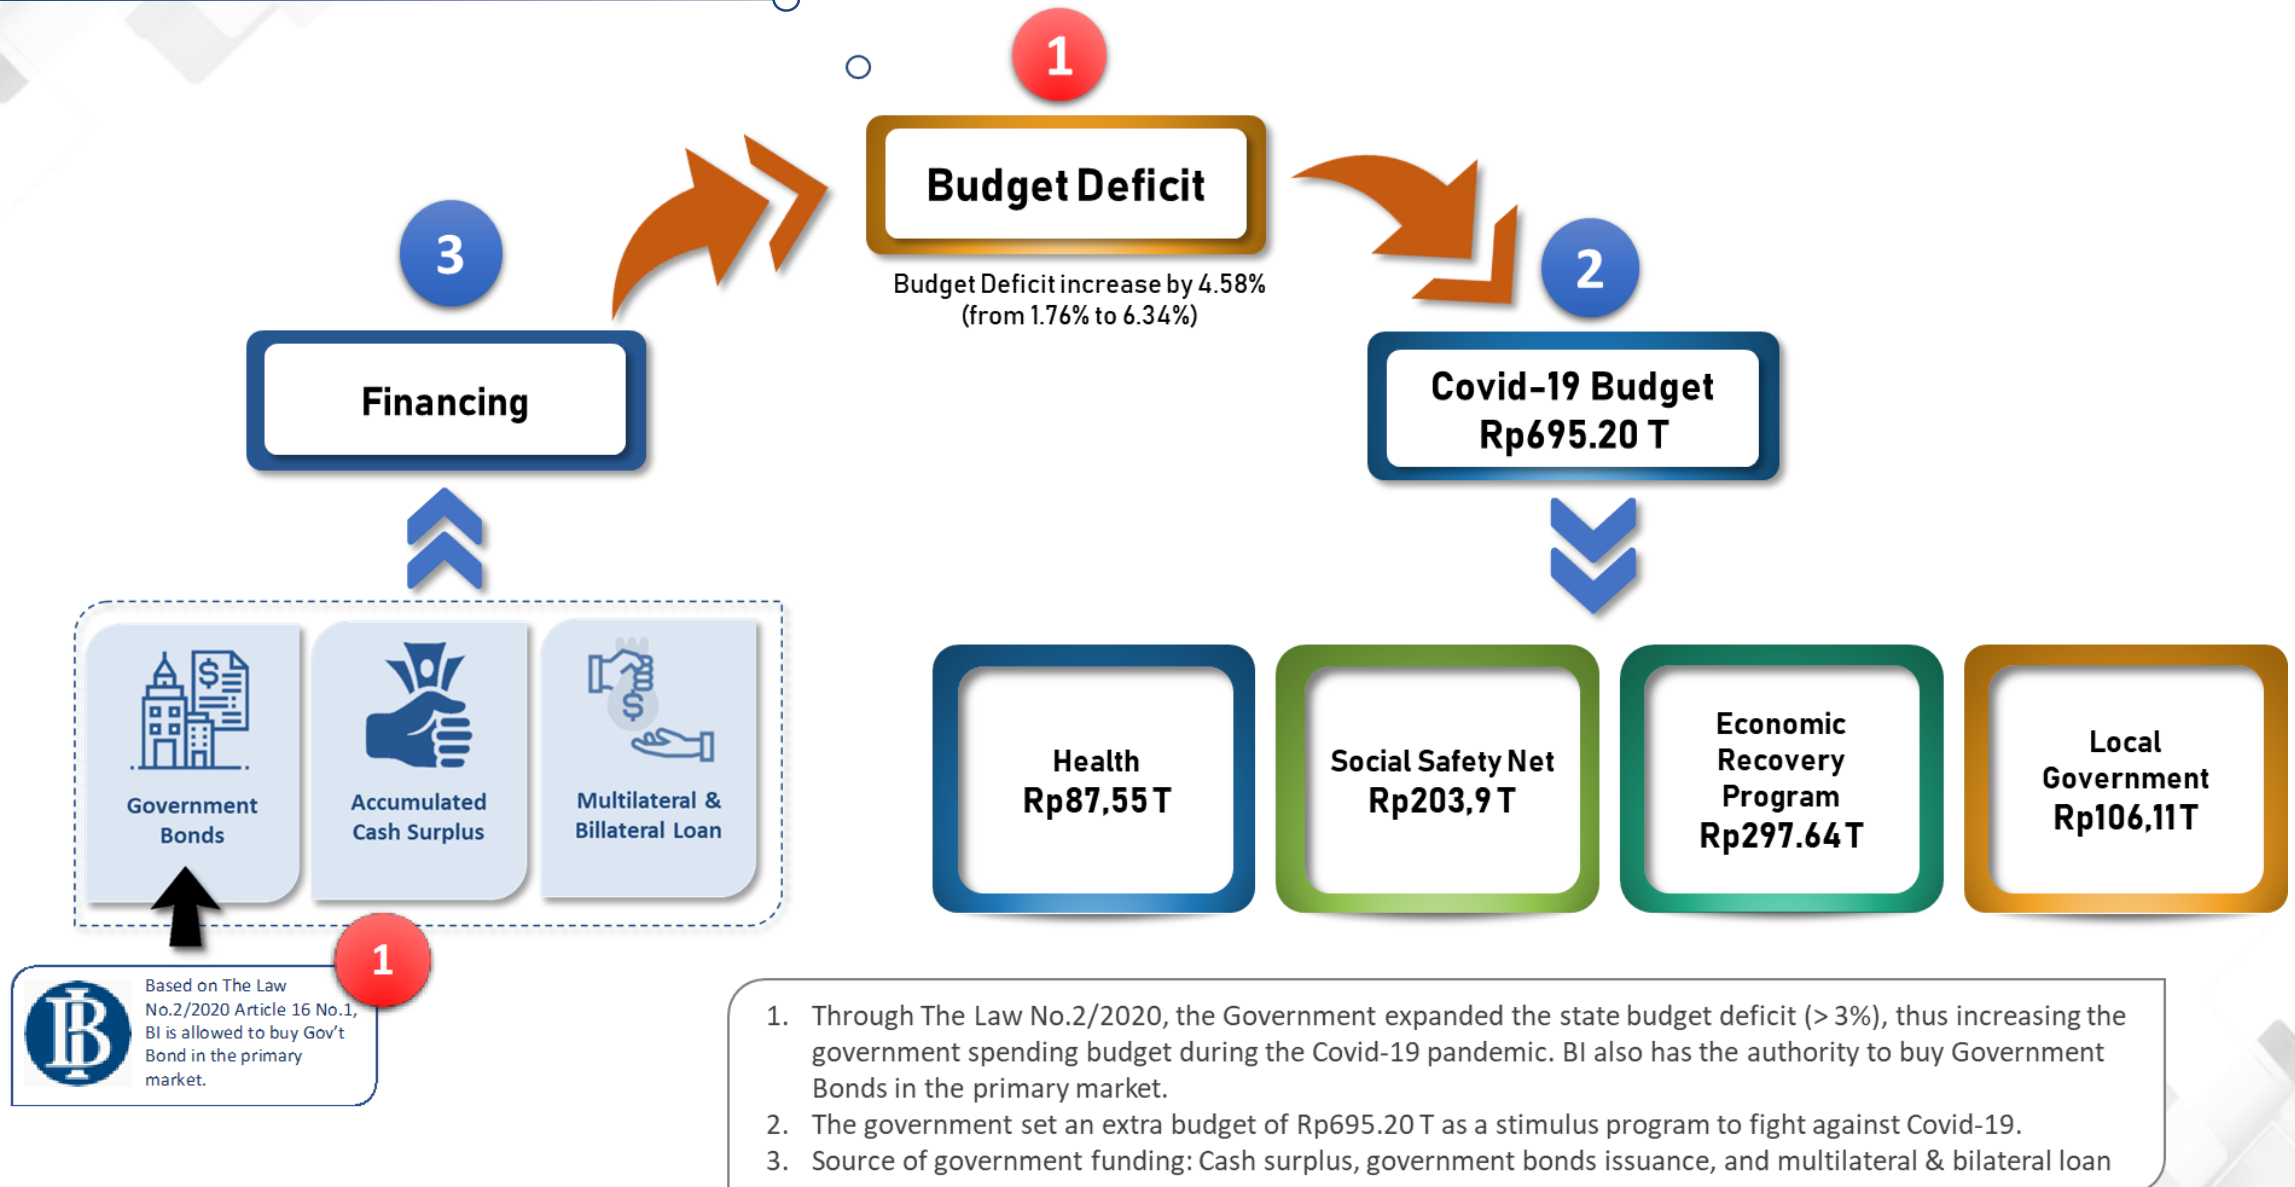 1
Budget Deficit
Budget Deficit increase by 4.58%
(from 1.76% to 6.34%)
3
Financing
2
Covid-19 Budget
Rp695.20 T
Government
Bonds
Accumulated
Cash Surplus
Multilateral &
Billateral Loan
Health
Rp87,55 T
Social Safety Net
Rp203,9 T
Economic
Recovery
Program
Rp297.64 T
Local
Government
Rp106,11 T
1
Based on The Law
No.2/2020 Article 16 No.1,
BI is allowed to buy Gov't
Bond in the primary
market.
1. Through The Law No.2/2020, the Government expanded the state budget deficit (> 3%), thus increasing the
government spending budget during the Covid-19 pandemic. BI also has the authority to buy Government
Bonds in the primary market.
2. The government set an extra budget of Rp695.20 T as a stimulus program to fight against Covid-19.
3. Source of government funding: Cash surplus, government bonds issuance, and multilateral & bilateral loan